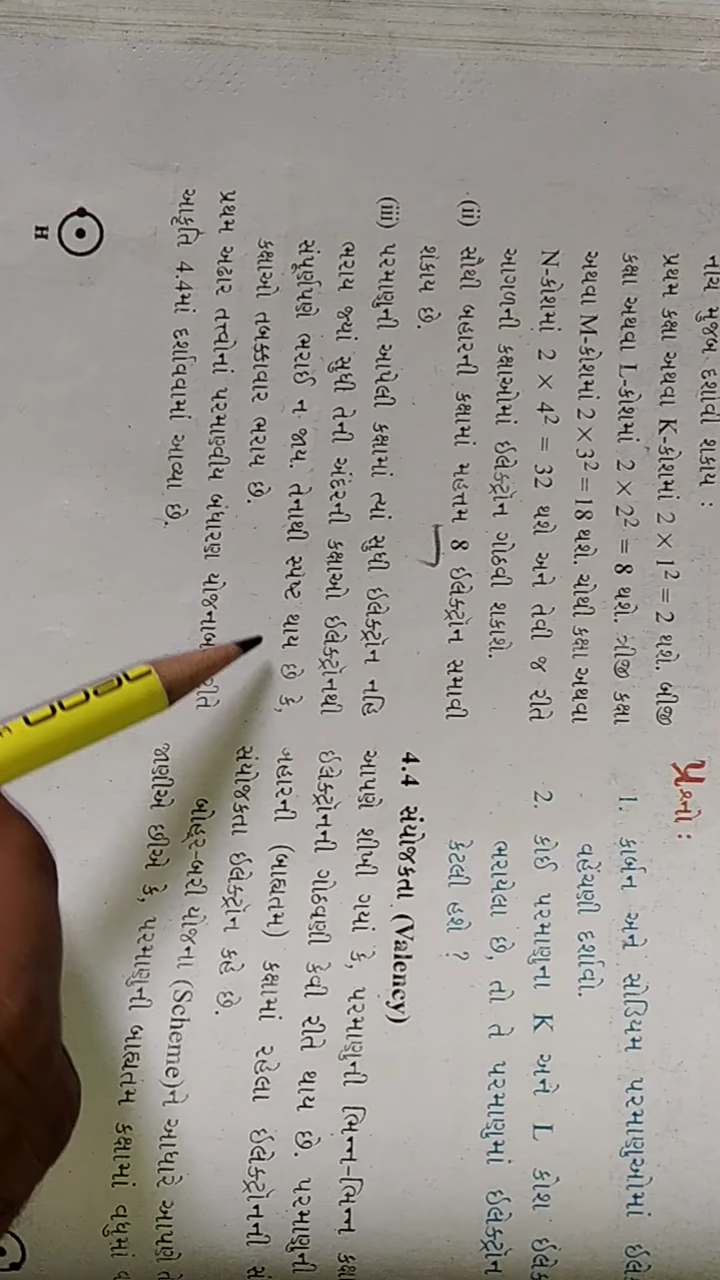 નીચે મુજબ દર્શાવી શકાય :
પ્રથમ કક્ષા અથવા K-કોશમાં 2 × 1² = 2 થશે. બીજી
કક્ષા અથવા L-કોશમાં 2 × 2² = 8 થશે. ત્રીજી કક્ષા
અથવા M-કોશમાં 2 × 3² = 18 થશે. ચોથી કક્ષા અથવા
N-કોશમાં 2 × 4² = 32 થશે અને તેવી જ રીતે
આગળની કક્ષાઓમાં ઇલેક્ટ્રોન ગોઠવી શકાશે.
(ii) સૌથી બહારની કક્ષામાં મહત્તમ 8 ઇલેક્ટ્રોન સમાવી
શકાય છે.
(iii) પરમાણુની આપેલી કક્ષામાં ત્યાં સુધી ઇલેક્ટ્રોન નહિ
ભરાય જ્યાં સુધી તેની અંદરની કક્ષાઓ ઇલેક્ટ્રોનથી
સંપૂર્ણપણે ભરાઈ ન જાય. તેનાથી સ્પષ્ટ થાય છે કે,
કક્ષાઓ તબક્કાવાર ભરાય છે.
પ્રથમ અઢાર તત્ત્વોનાં પરમાણ્વીય બંધારણ યોજનાબ રીતે
આકૃતિ 4.4માં દર્શાવવામાં આવ્યા છે.
H
પ્રશ્નો :
1. કાર્બન અને સોડિયમ પરમાણુઓમાં
વહેંચણી દર્શાવો.
2. કોઈ પરમાણુના K અને L કોશ
ભરાયેલા છે, તો તે પરમાણુમાં ઇલેક્ટ્રોન
કેટલી હશે ?
4.4 સંયોજકતા (Valency)
આપણે શીખી ગયાં કે, પરમાણુની ભિન્ન-ભિન્ન
ઇલેક્ટ્રોનની ગોઠવણી કેવી રીતે થાય છે. પરમાણુની
બહારની (બાહ્યતમ) કક્ષામાં રહેલા ઇલેક્ટ્રોનની
સંયોજકતા ઇલેક્ટ્રોન કહે છે.
બોહ્ર-બરી યોજના (Scheme)ને આધારે આપણે
જાણીએ છીએ કે, પરમાણુની બાહ્યતમ કક્ષામાં વધુમાં